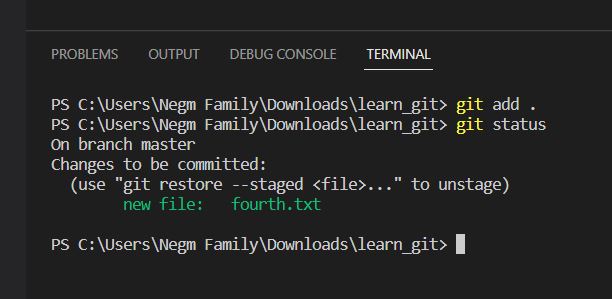 PROBLEMS OUTPUT DEBUG CONSOLE TERMINAL
PS C:\Users\Negm Family\Downloads\learn_git> git add .
PS C:\Users\Negm Family\Downloads\learn_git> git status
On branch master
Changes to be committed:
  (use "git restore --staged <file>..." to unstage)
        new file:   fourth.txt

PS C:\Users\Negm Family\Downloads\learn_git>